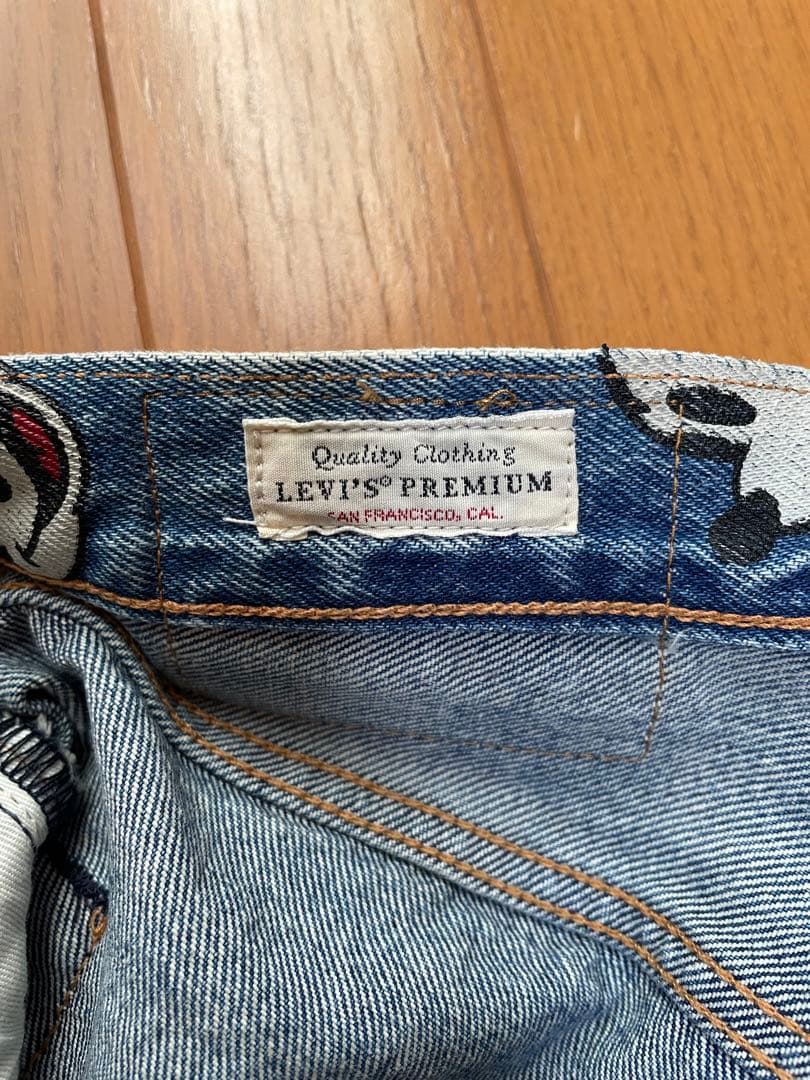 Quality Clothing
LEVI'S® PREMIUM
SAN FRANCISCO, CAL.